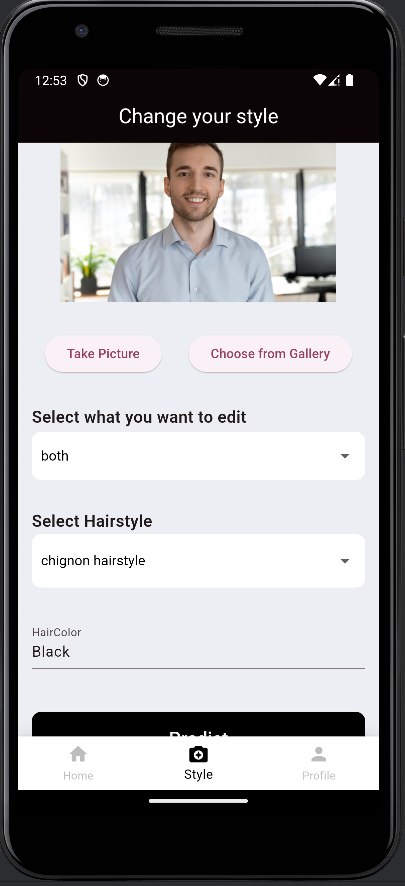 12:53
Change your style
Take Picture
Choose from Gallery
Select what you want to edit
both
Select Hairstyle
chignon hairstyle
HairColor
Black
Predict
Home
Style
Profile